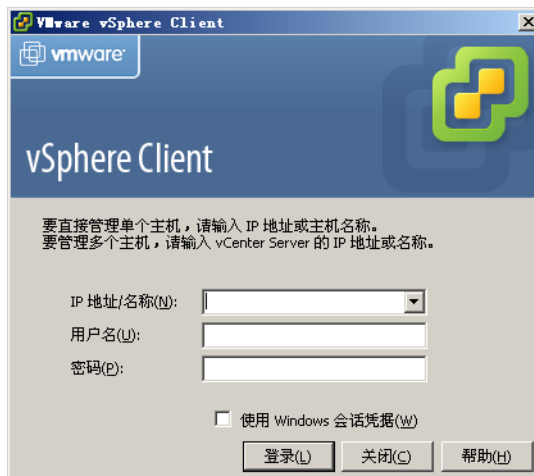 VMware vSphere Client
vmware
vSphere Client
要直接管理单个主机，请输入 IP 地址或主机名称。
要管理多个主机，请输入 vCenter Server 的 IP 地址或名称。
IP 地址/名称(N):
用户名(U):
密码(P):
使用 Windows 会话凭据(W)
登录(L) 关闭(C) 帮助(H)